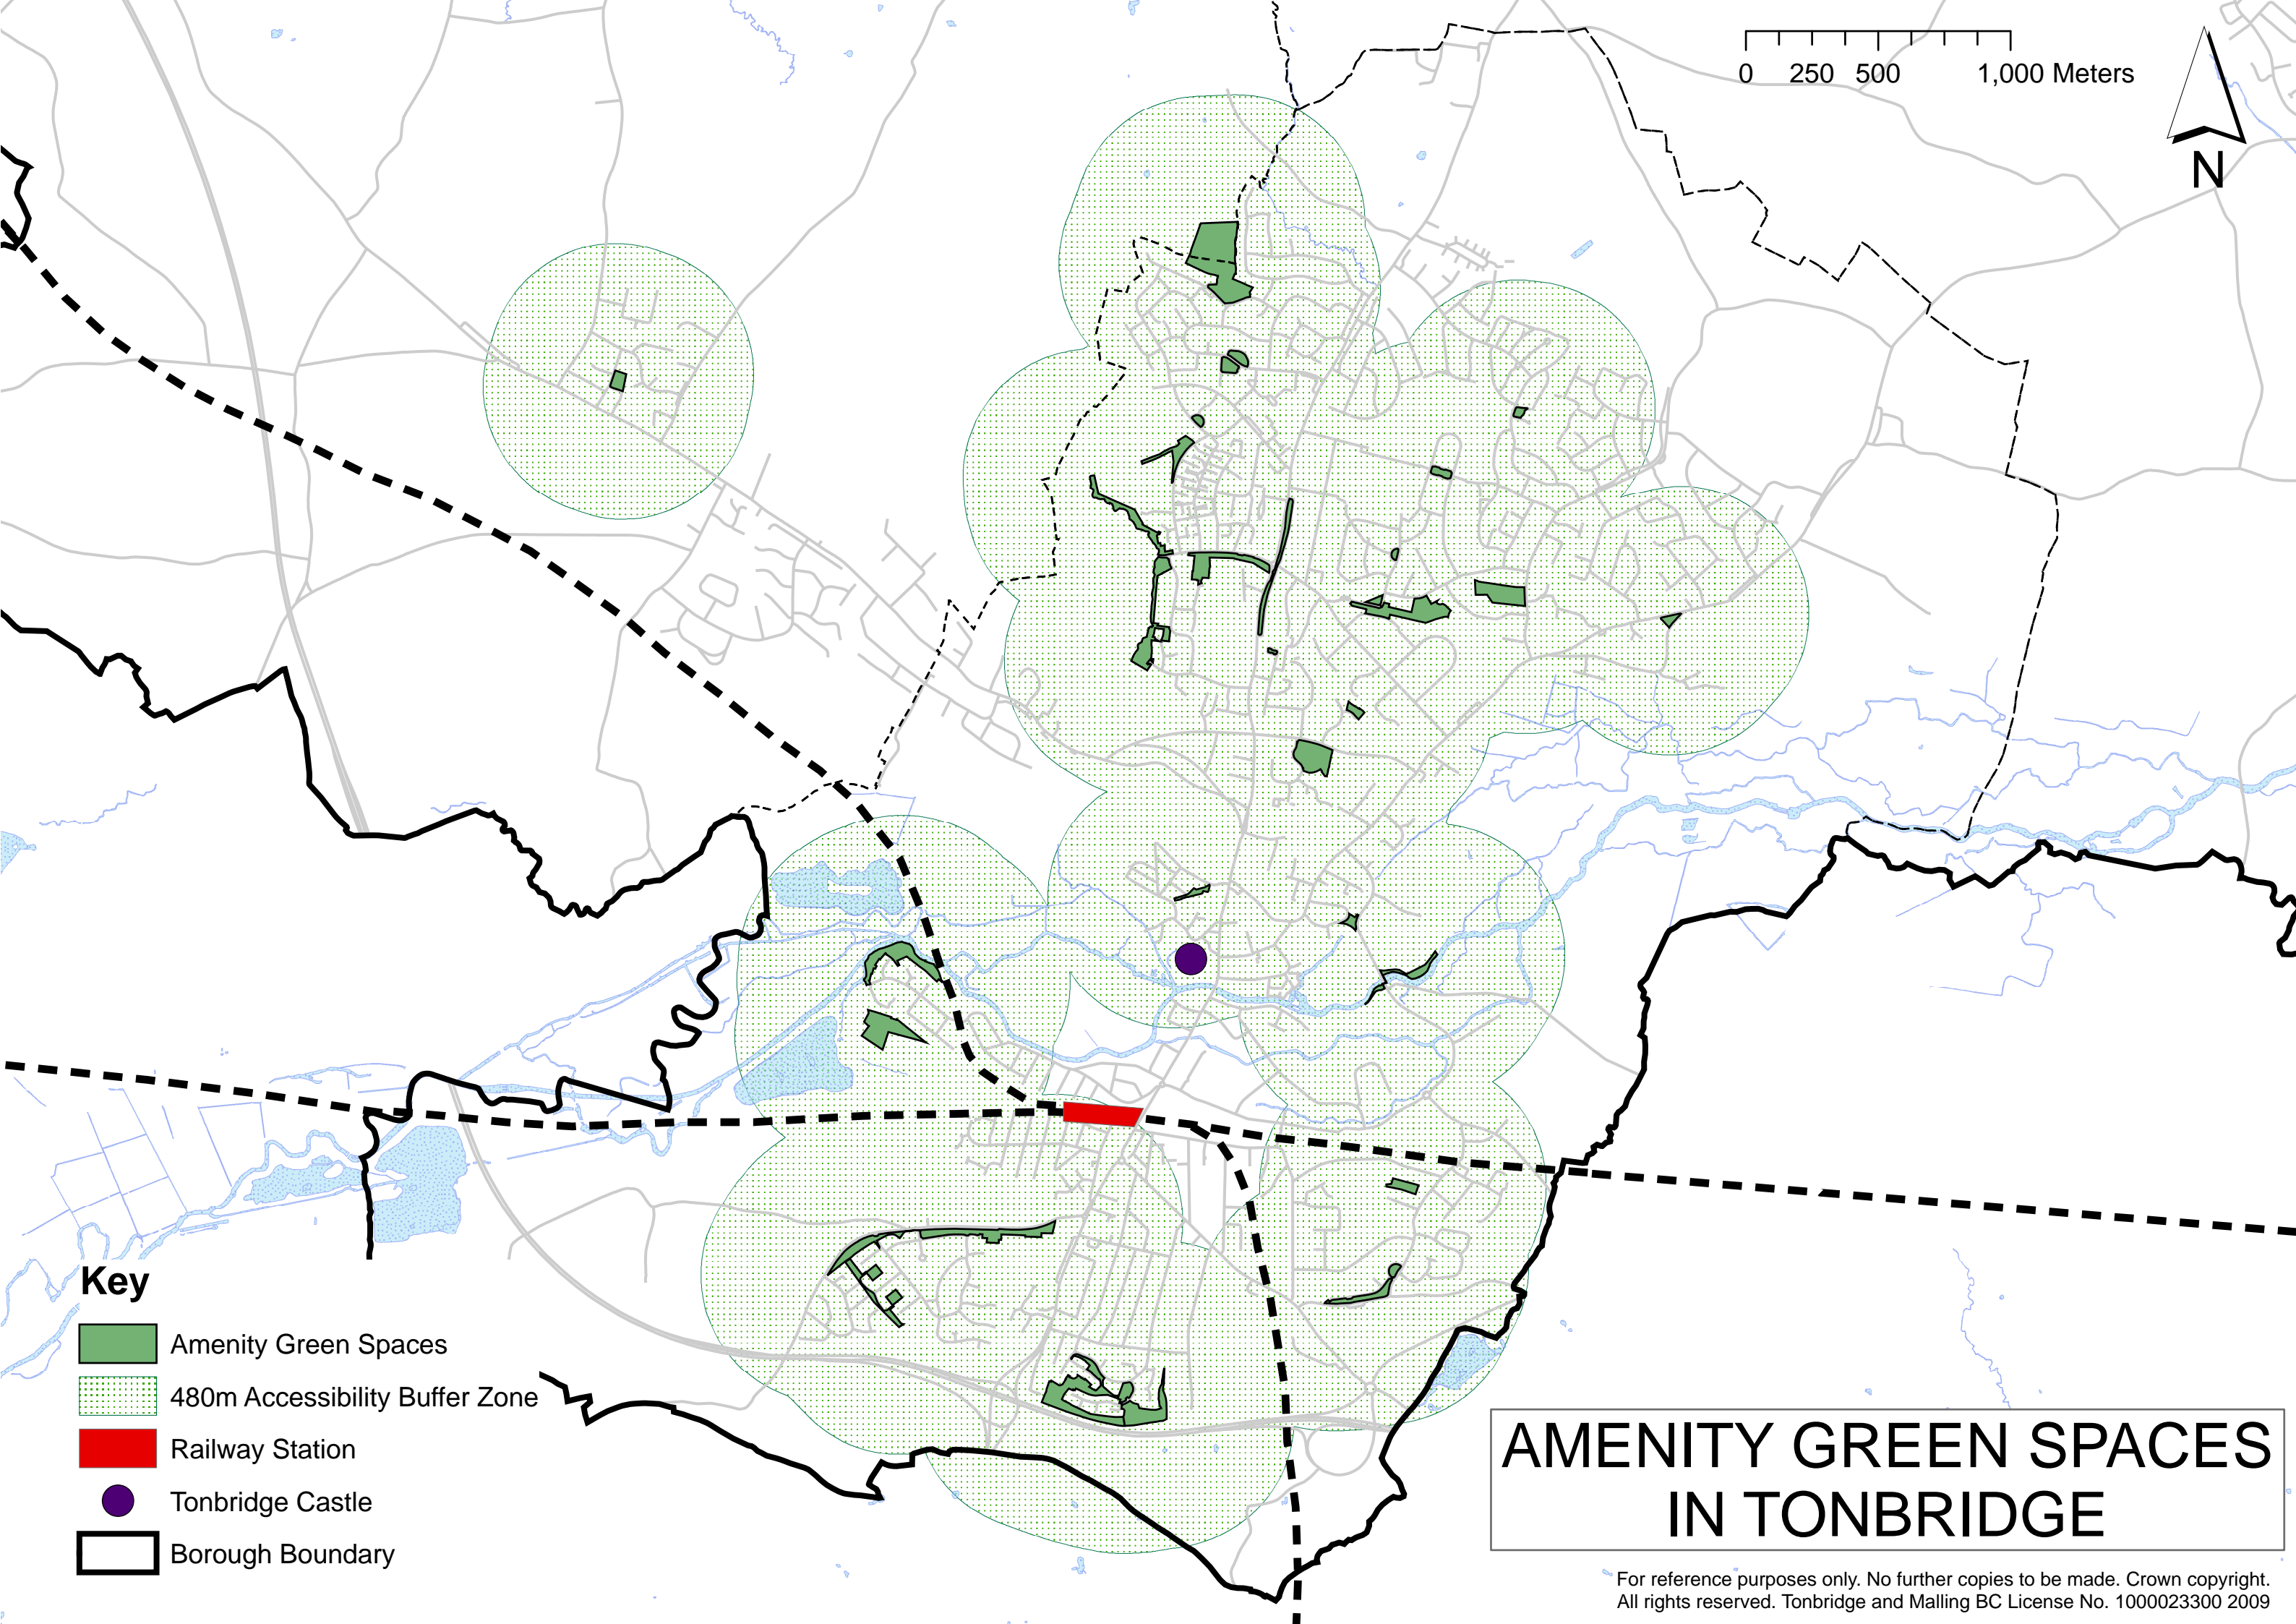 0 250 500 1,000 Meters
N
Key
Amenity Green Spaces
480m Accessibility Buffer Zone
Railway Station
Tonbridge Castle
Borough Boundary
AMENITY GREEN SPACES
IN TONBRIDGE
For reference purposes only. No further copies to be made. Crown copyright.
All rights reserved. Tonbridge and Malling BC License No. 1000023300 2009